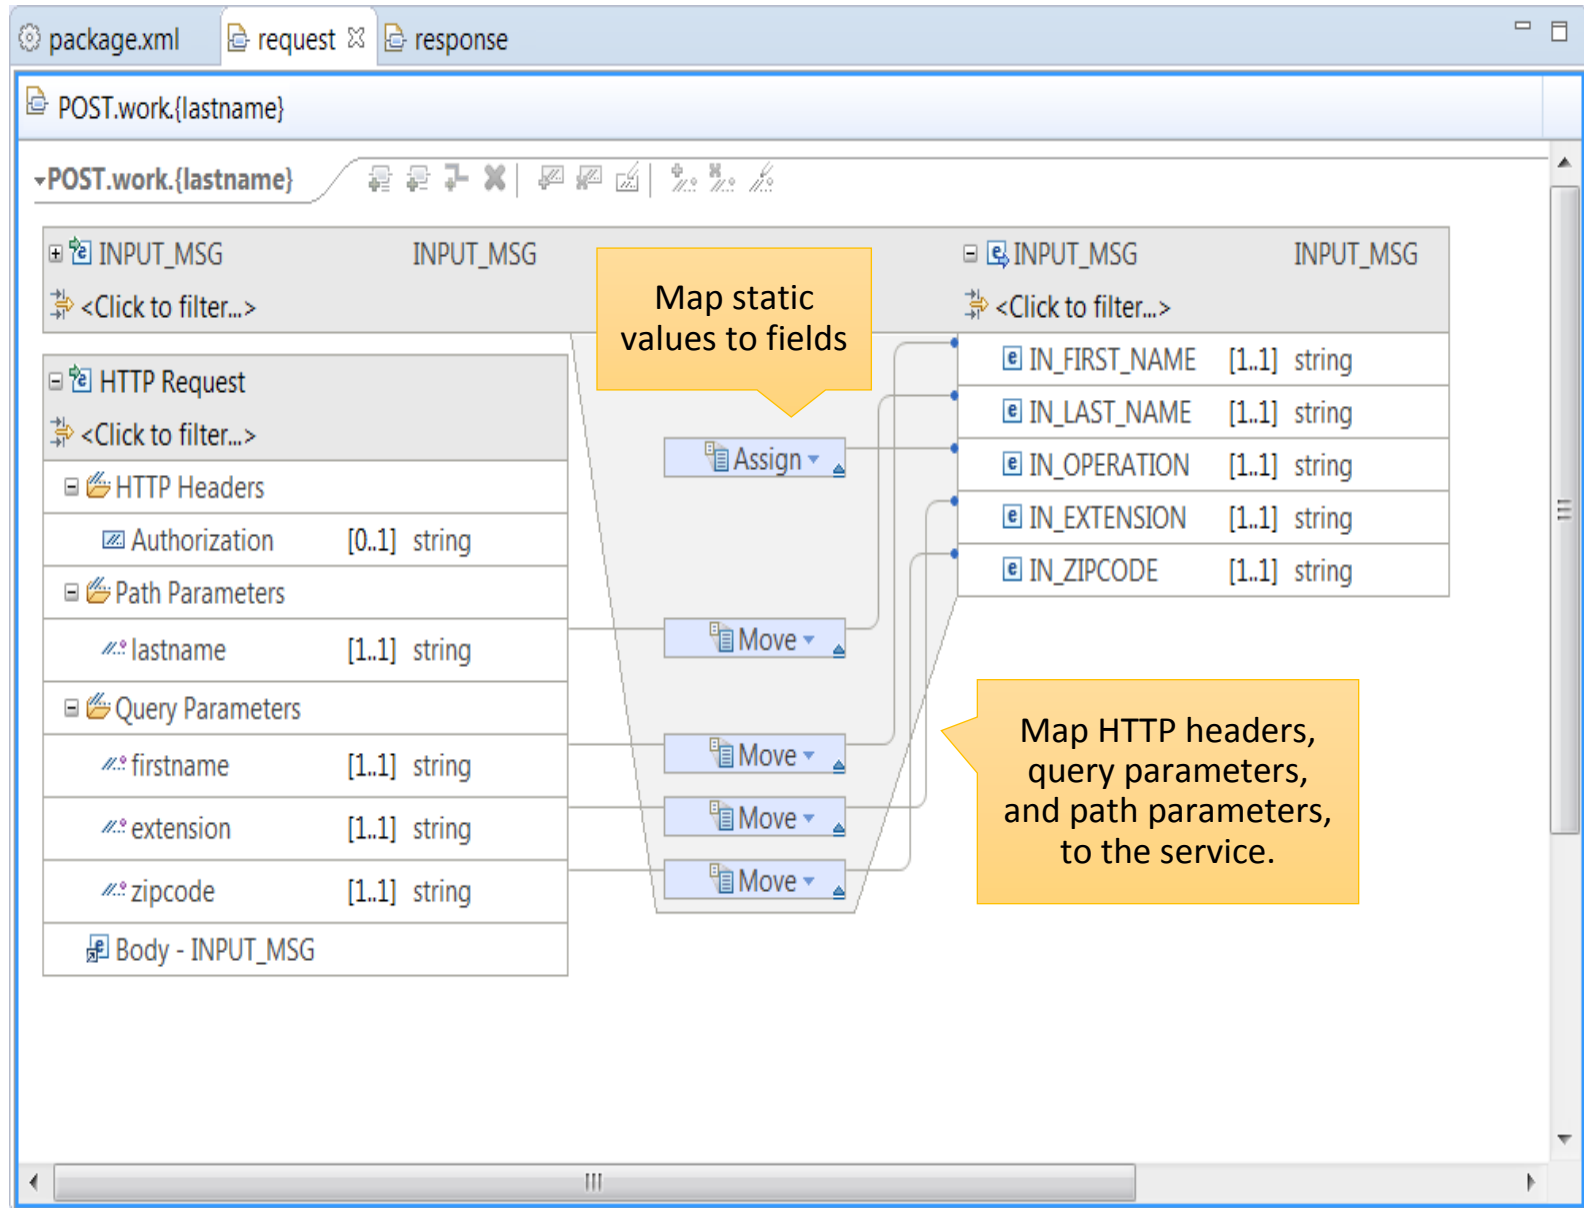 package.xml request response
POST.work.{lastname}
POST.work.{lastname}
INPUT_MSG INPUT_MSG
<Click to filter...>
HTTP Request
<Click to filter...>
HTTP Headers
Authorization [0..1] string
Path Parameters
lastname [1..1] string
Query Parameters
firstname [1..1] string
extension [1..1] string
zipcode [1..1] string
Body - INPUT_MSG
Map static
values to fields
Assign
Move
Move
Move
Move
INPUT_MSG INPUT_MSG
<Click to filter...>
IN_FIRST_NAME [1..1] string
IN_LAST_NAME [1..1] string
IN_OPERATION [1..1] string
IN_EXTENSION [1..1] string
IN_ZIPCODE [1..1] string
Map HTTP headers,
query parameters,
and path parameters,
to the service.